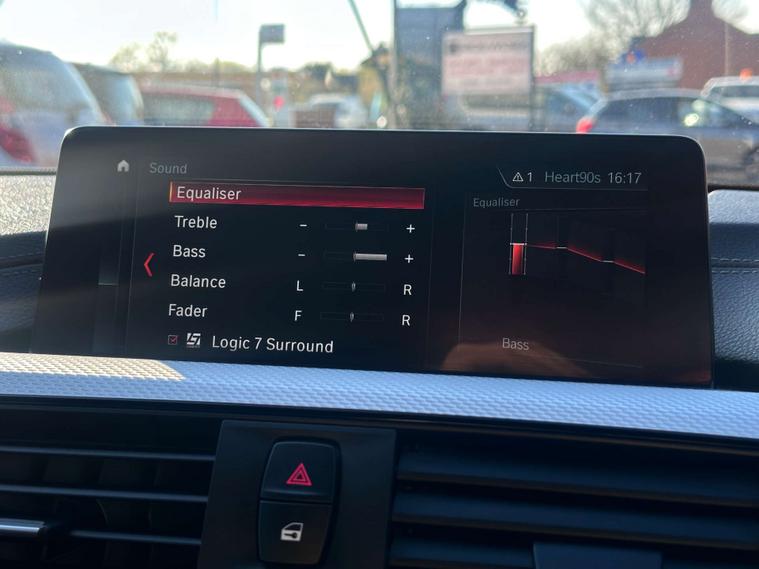 Sound
1 Heart90s 16:17
Equaliser
Treble - +
Bass - +
Balance L R
Fader F R
Logic 7 Surround
Equaliser
Bass